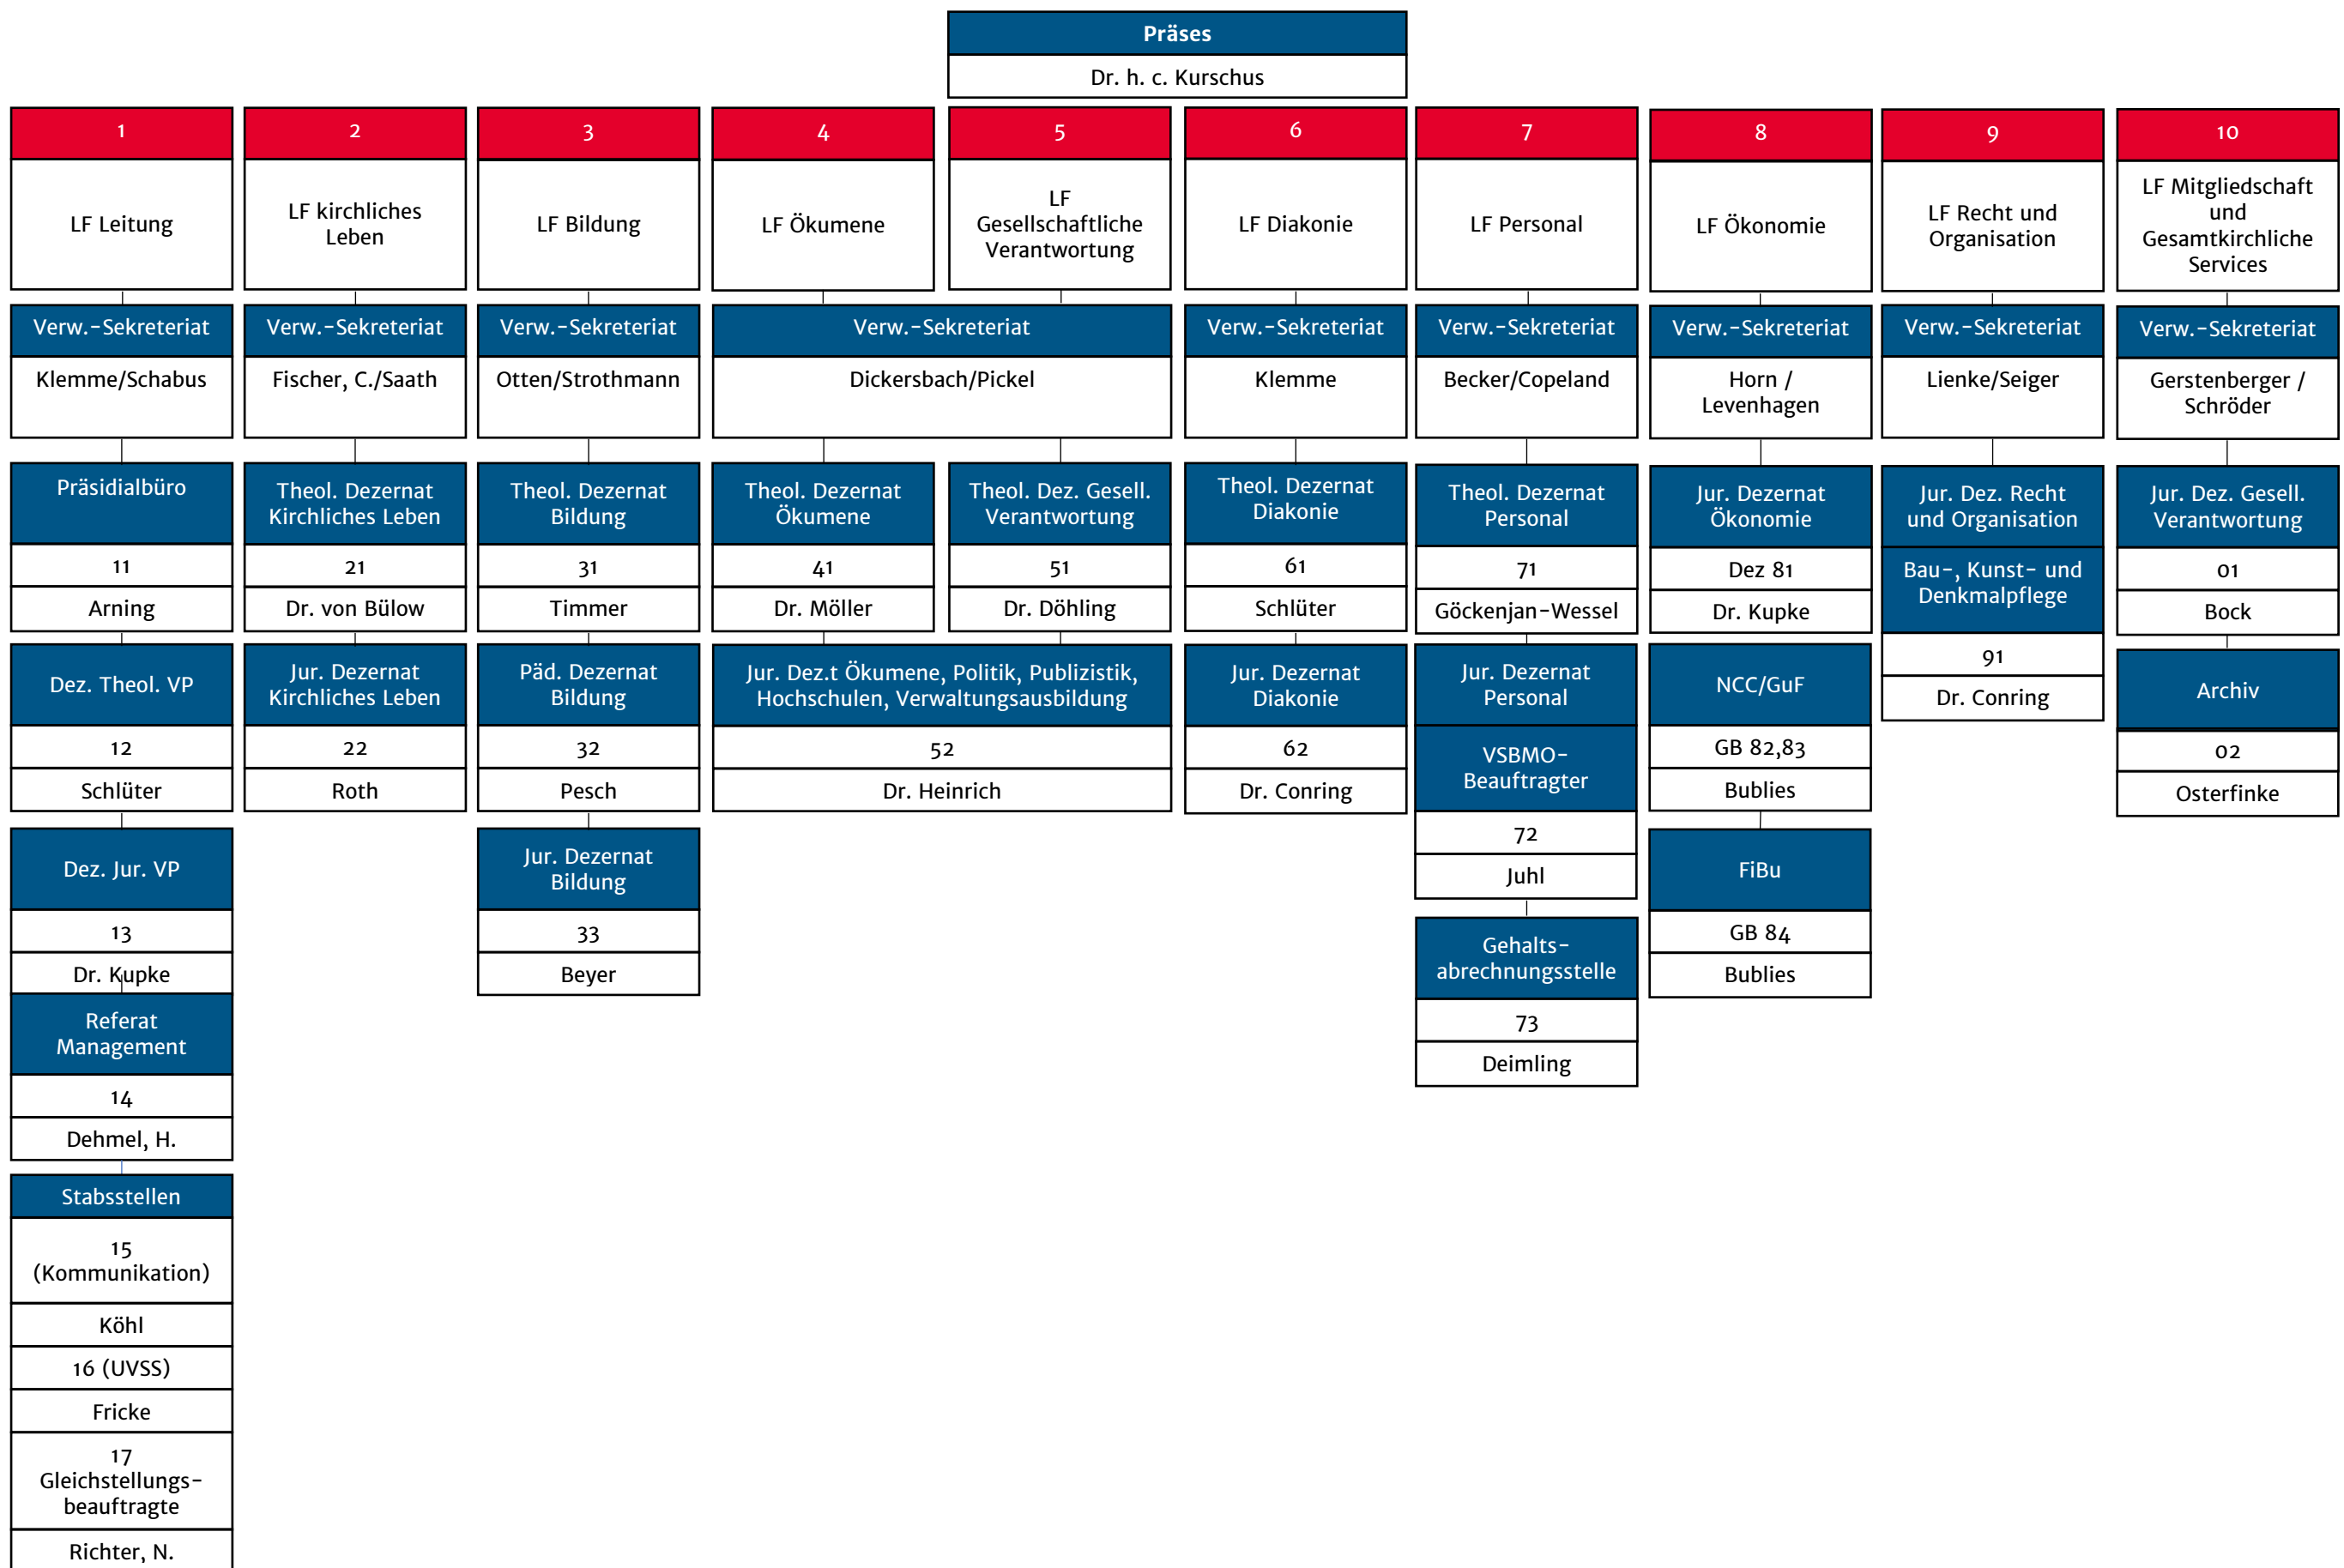 Präses
Dr. h. c. Kurschus
1
LF Leitung
Verw.-Sekreteriat
Klemme/Schabus
Präsidialbüro
11
Arning
Dez. Theol. VP
12
Schlüter
Dez. Jur. VP
13
Dr. Kupke
Referat
Management
14
Dehmel, H.
Stabsstellen
15
(Kommunikation)
Köhl
16 (UVSS)
Fricke
17
Gleichstellungs-
beauftragte
Richter, N.
2
LF kirchliches
Leben
Verw.-Sekreteriat
Fischer, C./Saath
Theol. Dezernat
Kirchliches Leben
21
Dr. von Bülow
Jur. Dezernat
Kirchliches Leben
22
Roth
3
LF Bildung
Verw.-Sekreteriat
Otten/Strothmann
Theol. Dezernat
Bildung
31
Timmer
Päd. Dezernat
Bildung
32
Pesch
Jur. Dezernat
Bildung
33
Beyer
4
LF Ökumene
5
LF
Gesellschaftliche
Verantwortung
Verw.-Sekreteriat
Dickersbach/Pickel
Theol. Dezernat
Ökumene
41
Dr. Möller
Theol. Dez. Gesell.
Verantwortung
51
Dr. Döhling
Jur. Dez.t Ökumene, Politik, Publizistik,
Hochschulen, Verwaltungsausbildung
52
Dr. Heinrich
6
LF Diakonie
Verw.-Sekreteriat
Klemme
Theol. Dezernat
Diakonie
61
Schlüter
Jur. Dezernat
Diakonie
62
Dr. Conring
7
LF Personal
Verw.-Sekreteriat
Becker/Copeland
Theol. Dezernat
Personal
71
Göckenjan-Wessel
Jur. Dezernat
Personal
VSBMO-
Beauftragter
72
Juhl
Gehalts-
abrechnungsstelle
73
Deimling
8
LF Ökonomie
Verw.-Sekreteriat
Horn /
Levenhagen
Jur. Dezernat
Ökonomie
Dez 81
Dr. Kupke
NCC/GuF
GB 82,83
Bublies
FiBu
GB 84
Bublies
9
LF Recht und
Organisation
Verw.-Sekreteriat
Lienke/Seiger
Jur. Dez. Recht
und Organisation
Bau-, Kunst- und
Denkmalpflege
91
Dr. Conring
10
LF Mitgliedschaft
und
Gesamtkirchliche
Services
Verw.-Sekreteriat
Gerstenberger /
Schröder
Jur. Dez. Gesell.
Verantwortung
01
Bock
Archiv
02
Osterfinke